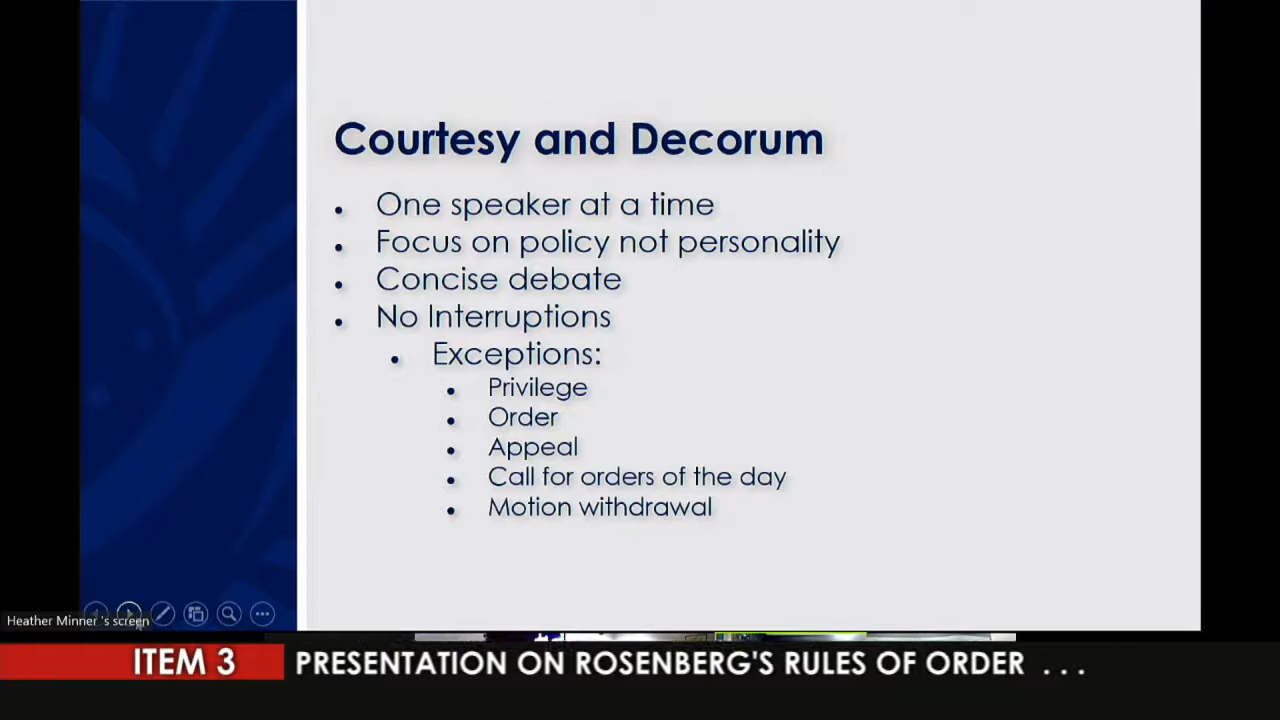 Courtesy and Decorum
• One speaker at a time
• Focus on policy not personality
• Concise debate
• No Interruptions
• Exceptions:
• Privilege
• Order
• Appeal
• Call for orders of the day
• Motion withdrawal
Heather Minner 's screen
ITEM 3 PRESENTATION ON ROSENBERG'S RULES OF ORDER . . .